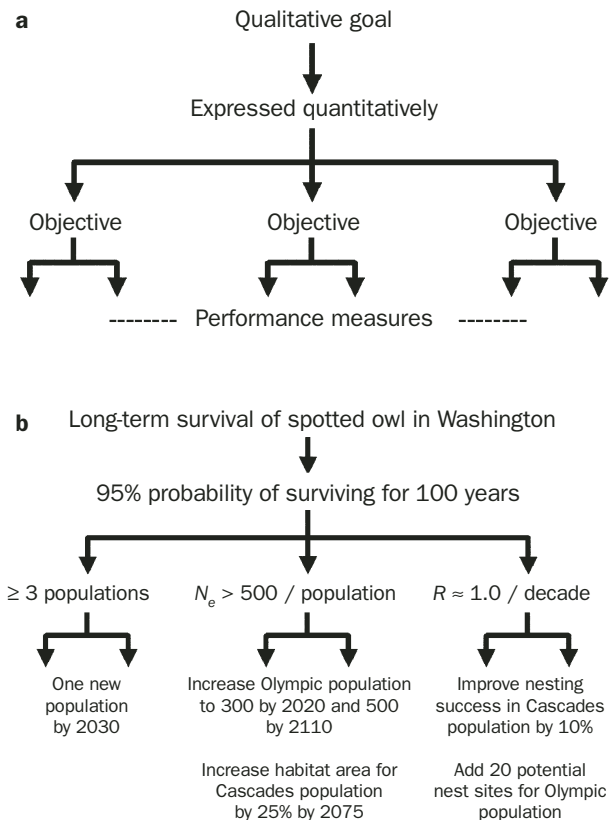 a
Qualitative goal
Expressed quantitatively
Objective Objective Objective
-------- Performance measures --------
b Long-term survival of spotted owl in Washington
95% probability of surviving for 100 years
≥ 3 populations
Nₑ > 500 / population
R ≈ 1.0 / decade
One new
population
by 2030
Increase Olympic population
to 300 by 2020 and 500
by 2110
Increase habitat area for
Cascades population
by 25% by 2075
Improve nesting
success in Cascades
population by 10%
Add 20 potential
nest sites for Olympic
population